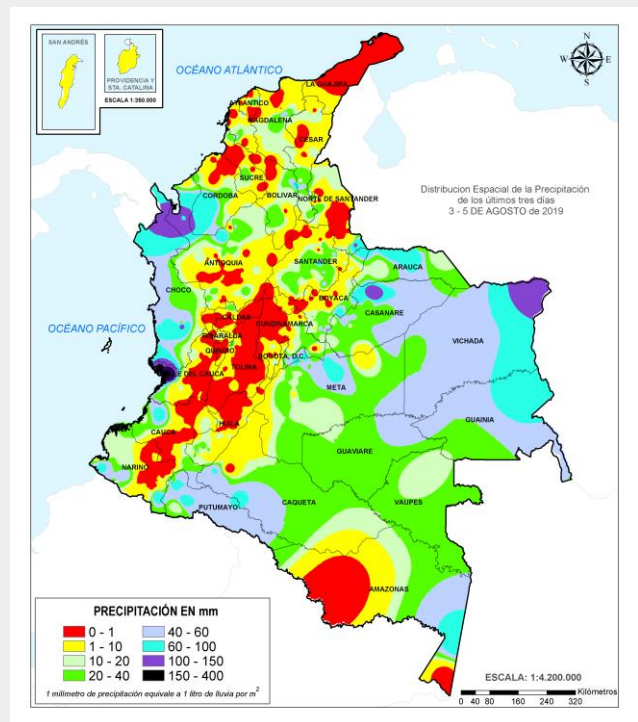 SAN ANDRÉS
PROVIDENCIA Y
STA. CATALINA
ESCALA 1:350.000
OCÉANO ATLÁNTICO
N
W
E
S
LA GUAJIRA
ATLANTICO
MAGDALENA
CESAR
Distribucion Espacial de la Precipitación
de los últimos tres días
3 - 5 DE AGOSTO de 2019
SUCRE
CORDOBA
BOLIVAR
NORTE DE SANTANDER
ANTIOQUIA
SANTANDER
ARAUCA
CHOCO
BOYACA
CASANARE
OCÉANO PACÍFICO
CALDAS
CUNDINAMARCA
VICHADA
RISARALDA
QUINDIO
BOGOTA, D.C.
TOLIMA
VALLE DEL CAUCA
META
GUAINIA
CAUCA
HUILA
GUAVIARE
NARIÑO
PUTUMAYO
CAQUETA
VAUPES
AMAZONAS
PRECIPITACIÓN EN mm
0 - 1
40 - 60
1 - 10
60 - 100
10 - 20
100 - 150
20 - 40
150 - 400
1 milímetro de precipitación equivale a 1 litro de lluvia por m².
ESCALA: 1:4.200.000
Kilómetros
0 40 80 160 240 320